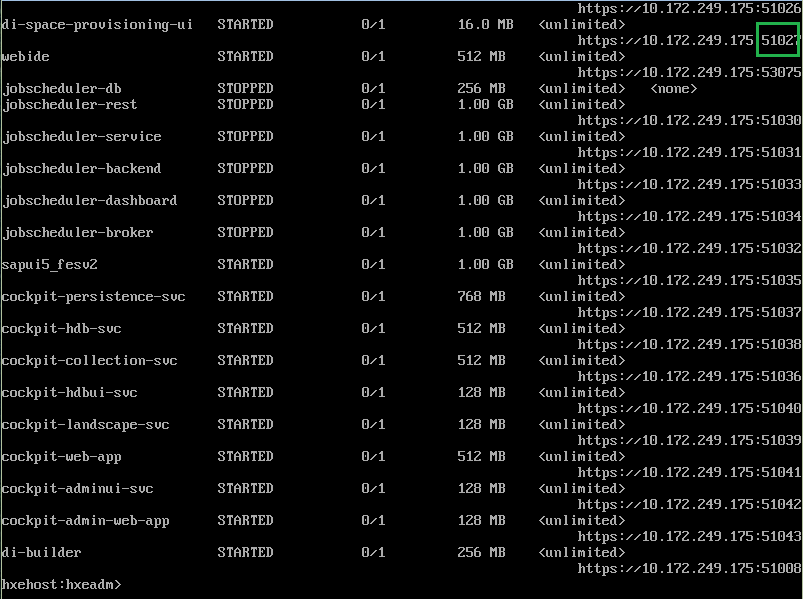 https://10.172.249.175:51026
di-space-provisioning-ui STARTED 0/1 16.0 MB <unlimited>
https://10.172.249.175:51027
webide STARTED 0/1 512 MB <unlimited>
https://10.172.249.175:53075
jobscheduler-db STOPPED 0/1 256 MB <unlimited> <none>
jobscheduler-rest STOPPED 0/1 1.00 GB <unlimited>
https://10.172.249.175:51030
jobscheduler-service STOPPED 0/1 1.00 GB <unlimited>
https://10.172.249.175:51031
jobscheduler-backend STOPPED 0/1 1.00 GB <unlimited>
https://10.172.249.175:51033
jobscheduler-dashboard STOPPED 0/1 1.00 GB <unlimited>
https://10.172.249.175:51034
jobscheduler-broker STOPPED 0/1 1.00 GB <unlimited>
https://10.172.249.175:51032
sapui5_fesv2 STARTED 0/1 1.00 GB <unlimited>
https://10.172.249.175:51035
cockpit-persistence-svc STARTED 0/1 768 MB <unlimited>
https://10.172.249.175:51037
cockpit-hdb-svc STARTED 0/1 512 MB <unlimited>
https://10.172.249.175:51038
cockpit-collection-svc STARTED 0/1 512 MB <unlimited>
https://10.172.249.175:51036
cockpit-hdbui-svc STARTED 0/1 128 MB <unlimited>
https://10.172.249.175:51040
cockpit-landscape-svc STARTED 0/1 128 MB <unlimited>
https://10.172.249.175:51039
cockpit-web-app STARTED 0/1 512 MB <unlimited>
https://10.172.249.175:51041
cockpit-adminui-svc STARTED 0/1 128 MB <unlimited>
https://10.172.249.175:51042
cockpit-admin-web-app STARTED 0/1 128 MB <unlimited>
https://10.172.249.175:51043
di-builder STARTED 0/1 256 MB <unlimited>
https://10.172.249.175:51008
hxehost:hxeadm>